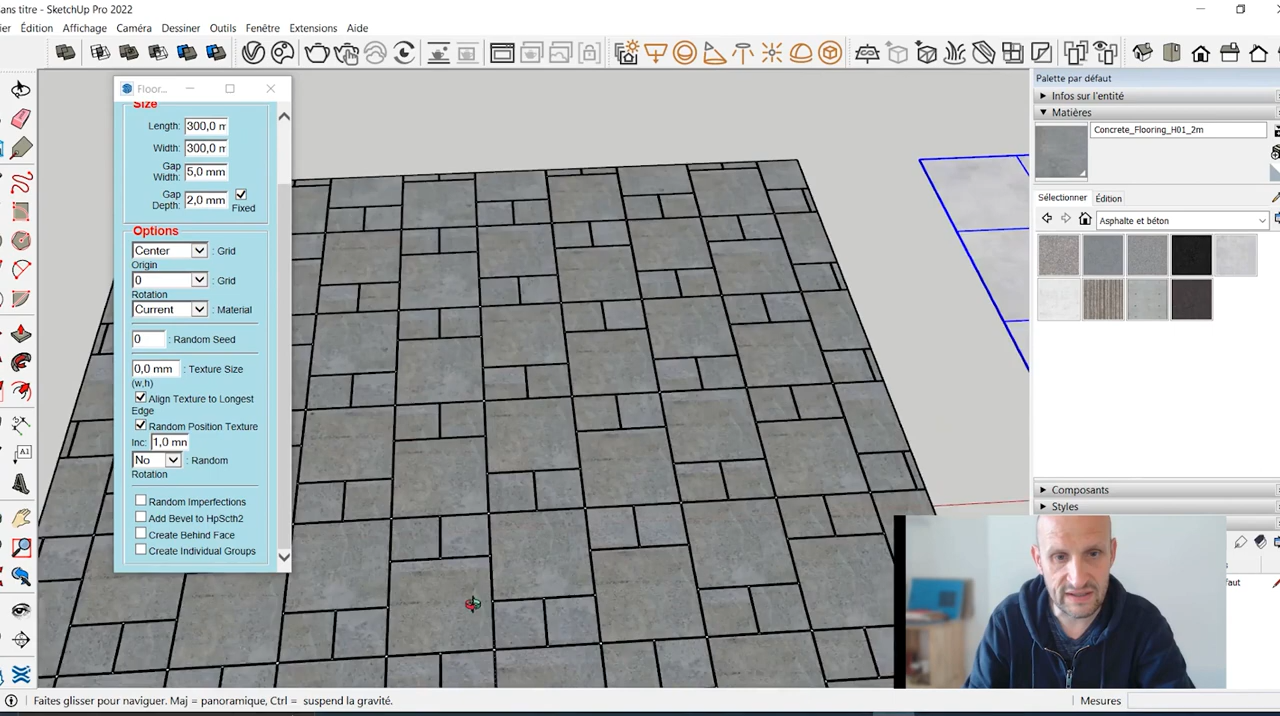 ans titre - SketchUp Pro 2022
ier Édition Affichage Caméra Dessiner Outils Fenêtre Extensions Aide
Floor...
Size
Length: 300,0 m
Width: 300,0 m
Gap Width: 5,0 mm
Gap Depth: 2,0 mm Fixed
Options
Center : Grid Origin
0 : Grid Rotation
Current : Material
0 : Random Seed
0,0 mm : Texture Size (w,h)
Align Texture to Longest Edge
Random Position Texture
Inc: 1,0 mn
No : Random Rotation
Random Imperfections
Add Bevel to HpScth2
Create Behind Face
Create Individual Groups
Palette par défaut
Infos sur l'entité
Matières
Concrete_Flooring_H01_2m
Sélectionner Édition
Asphalte et béton
Composants
Styles
aut
A1
Faites glisser pour naviguer. Maj = panoramique, Ctrl = suspend la gravité.
Mesures